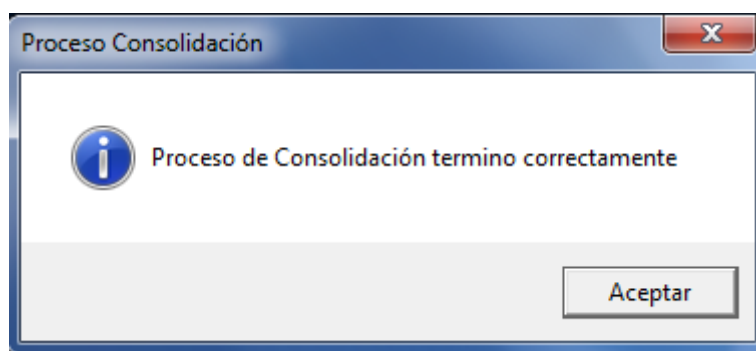 Proceso Consolidación
Proceso de Consolidación termino correctamente
Aceptar